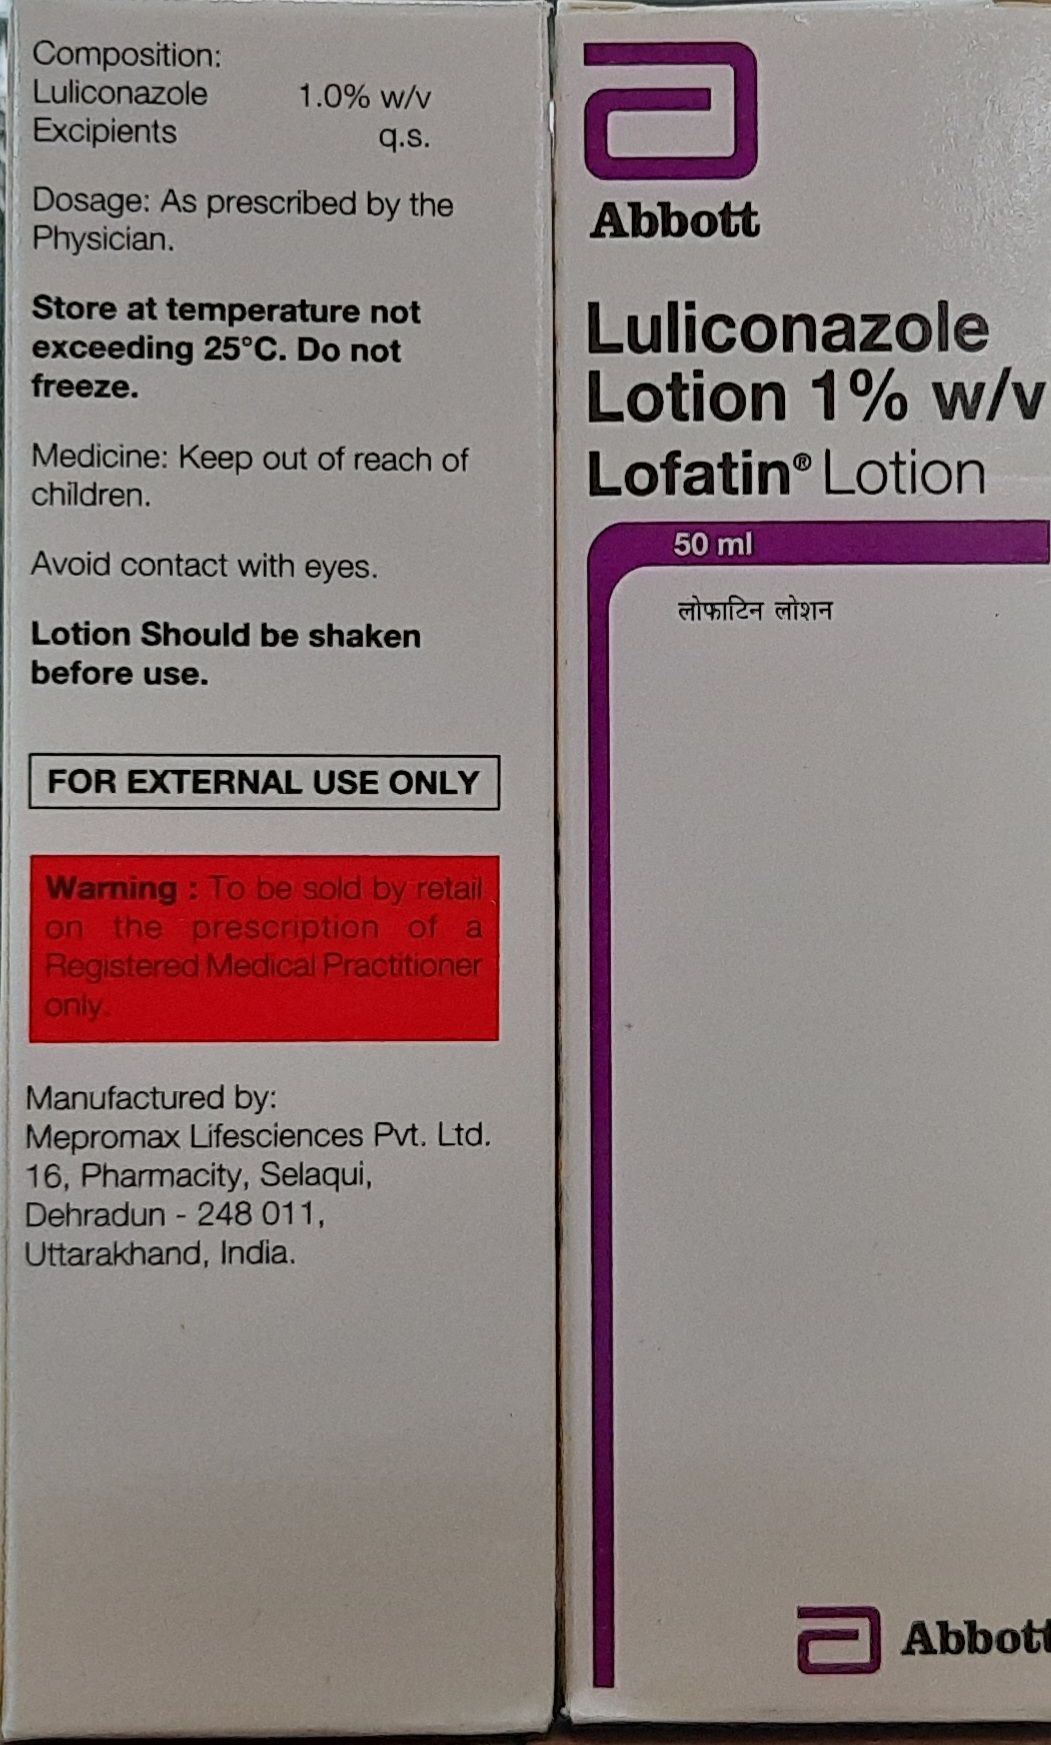 Composition:
Luliconazole 1.0% w/v
Excipients q.s.
Dosage: As prescribed by the
Physician.
Store at temperature not
exceeding 25°C. Do not
freeze.
Medicine: Keep out of reach of
children.
Avoid contact with eyes.
Lotion Should be shaken
before use.
FOR EXTERNAL USE ONLY
Warning : To be sold by retail
on the prescription of a
Registered Medical Practitioner
only.
Manufactured by:
Mepromax Lifesciences Pvt. Ltd.
16, Pharmacity, Selaqui,
Dehradun - 248 011,
Uttarakhand, India.
Abbott
Luliconazole
Lotion 1% w/v
Lofatin® Lotion
50 ml
लोफाटिन लोशन
Abbott